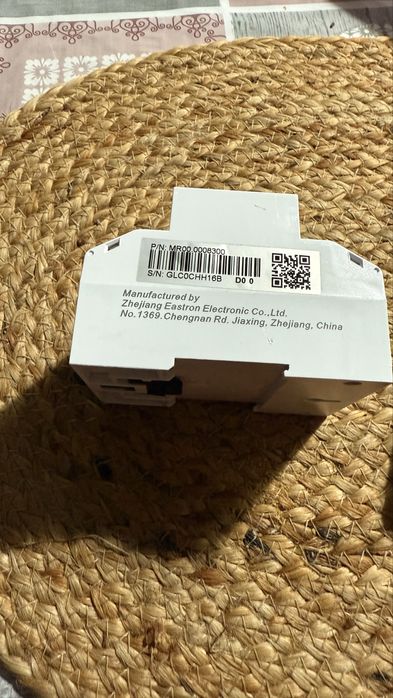 P/N: MR00.0008300
S/N: GLC0CHH16B D0 0
Manufactured by
Zhejiang Eastron Electronic Co.,Ltd.
No.1369.Chengnan Rd. Jiaxing, Zhejiang, China